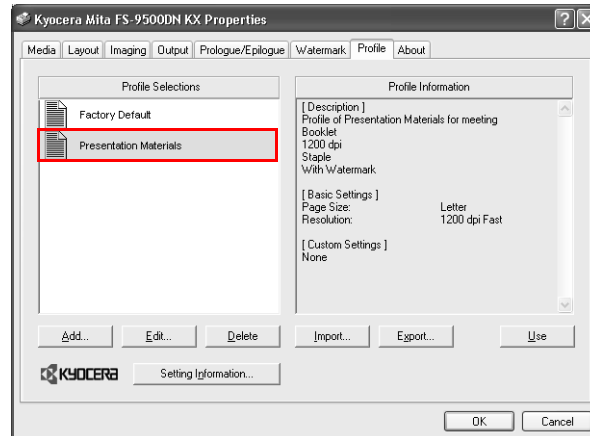 Kyocera Mita FS-9500DN KX Properties
Media Layout Imaging Output Prologue/Epilogue Watermark Profile About
Profile Selections
Factory Default
Presentation Materials
Profile Information
[ Description ]
Profile of Presentation Materials for meeting
Booklet
1200 dpi
Staple
With Watermark
[ Basic Settings ]
Page Size: Letter
Resolution: 1200 dpi Fast
[ Custom Settings ]
None
Add... Edit... Delete Import... Export... Use
KYOCERA Setting Information...
OK Cancel